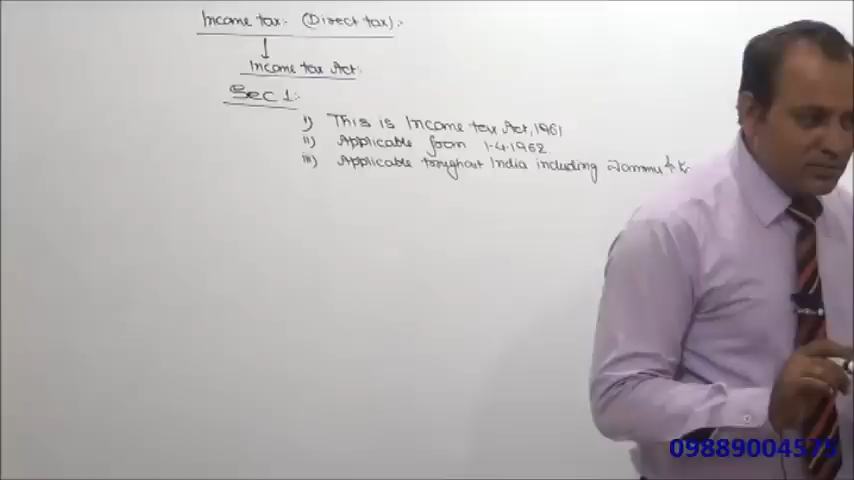 Income tax:- (Direct tax):-
Income tax Act:-
Sec 1:-
i) This is Income tax Act, 1961
ii) Applicable from 1-4-1962
iii) Applicable toroghout India including Jammu & K
09889004575